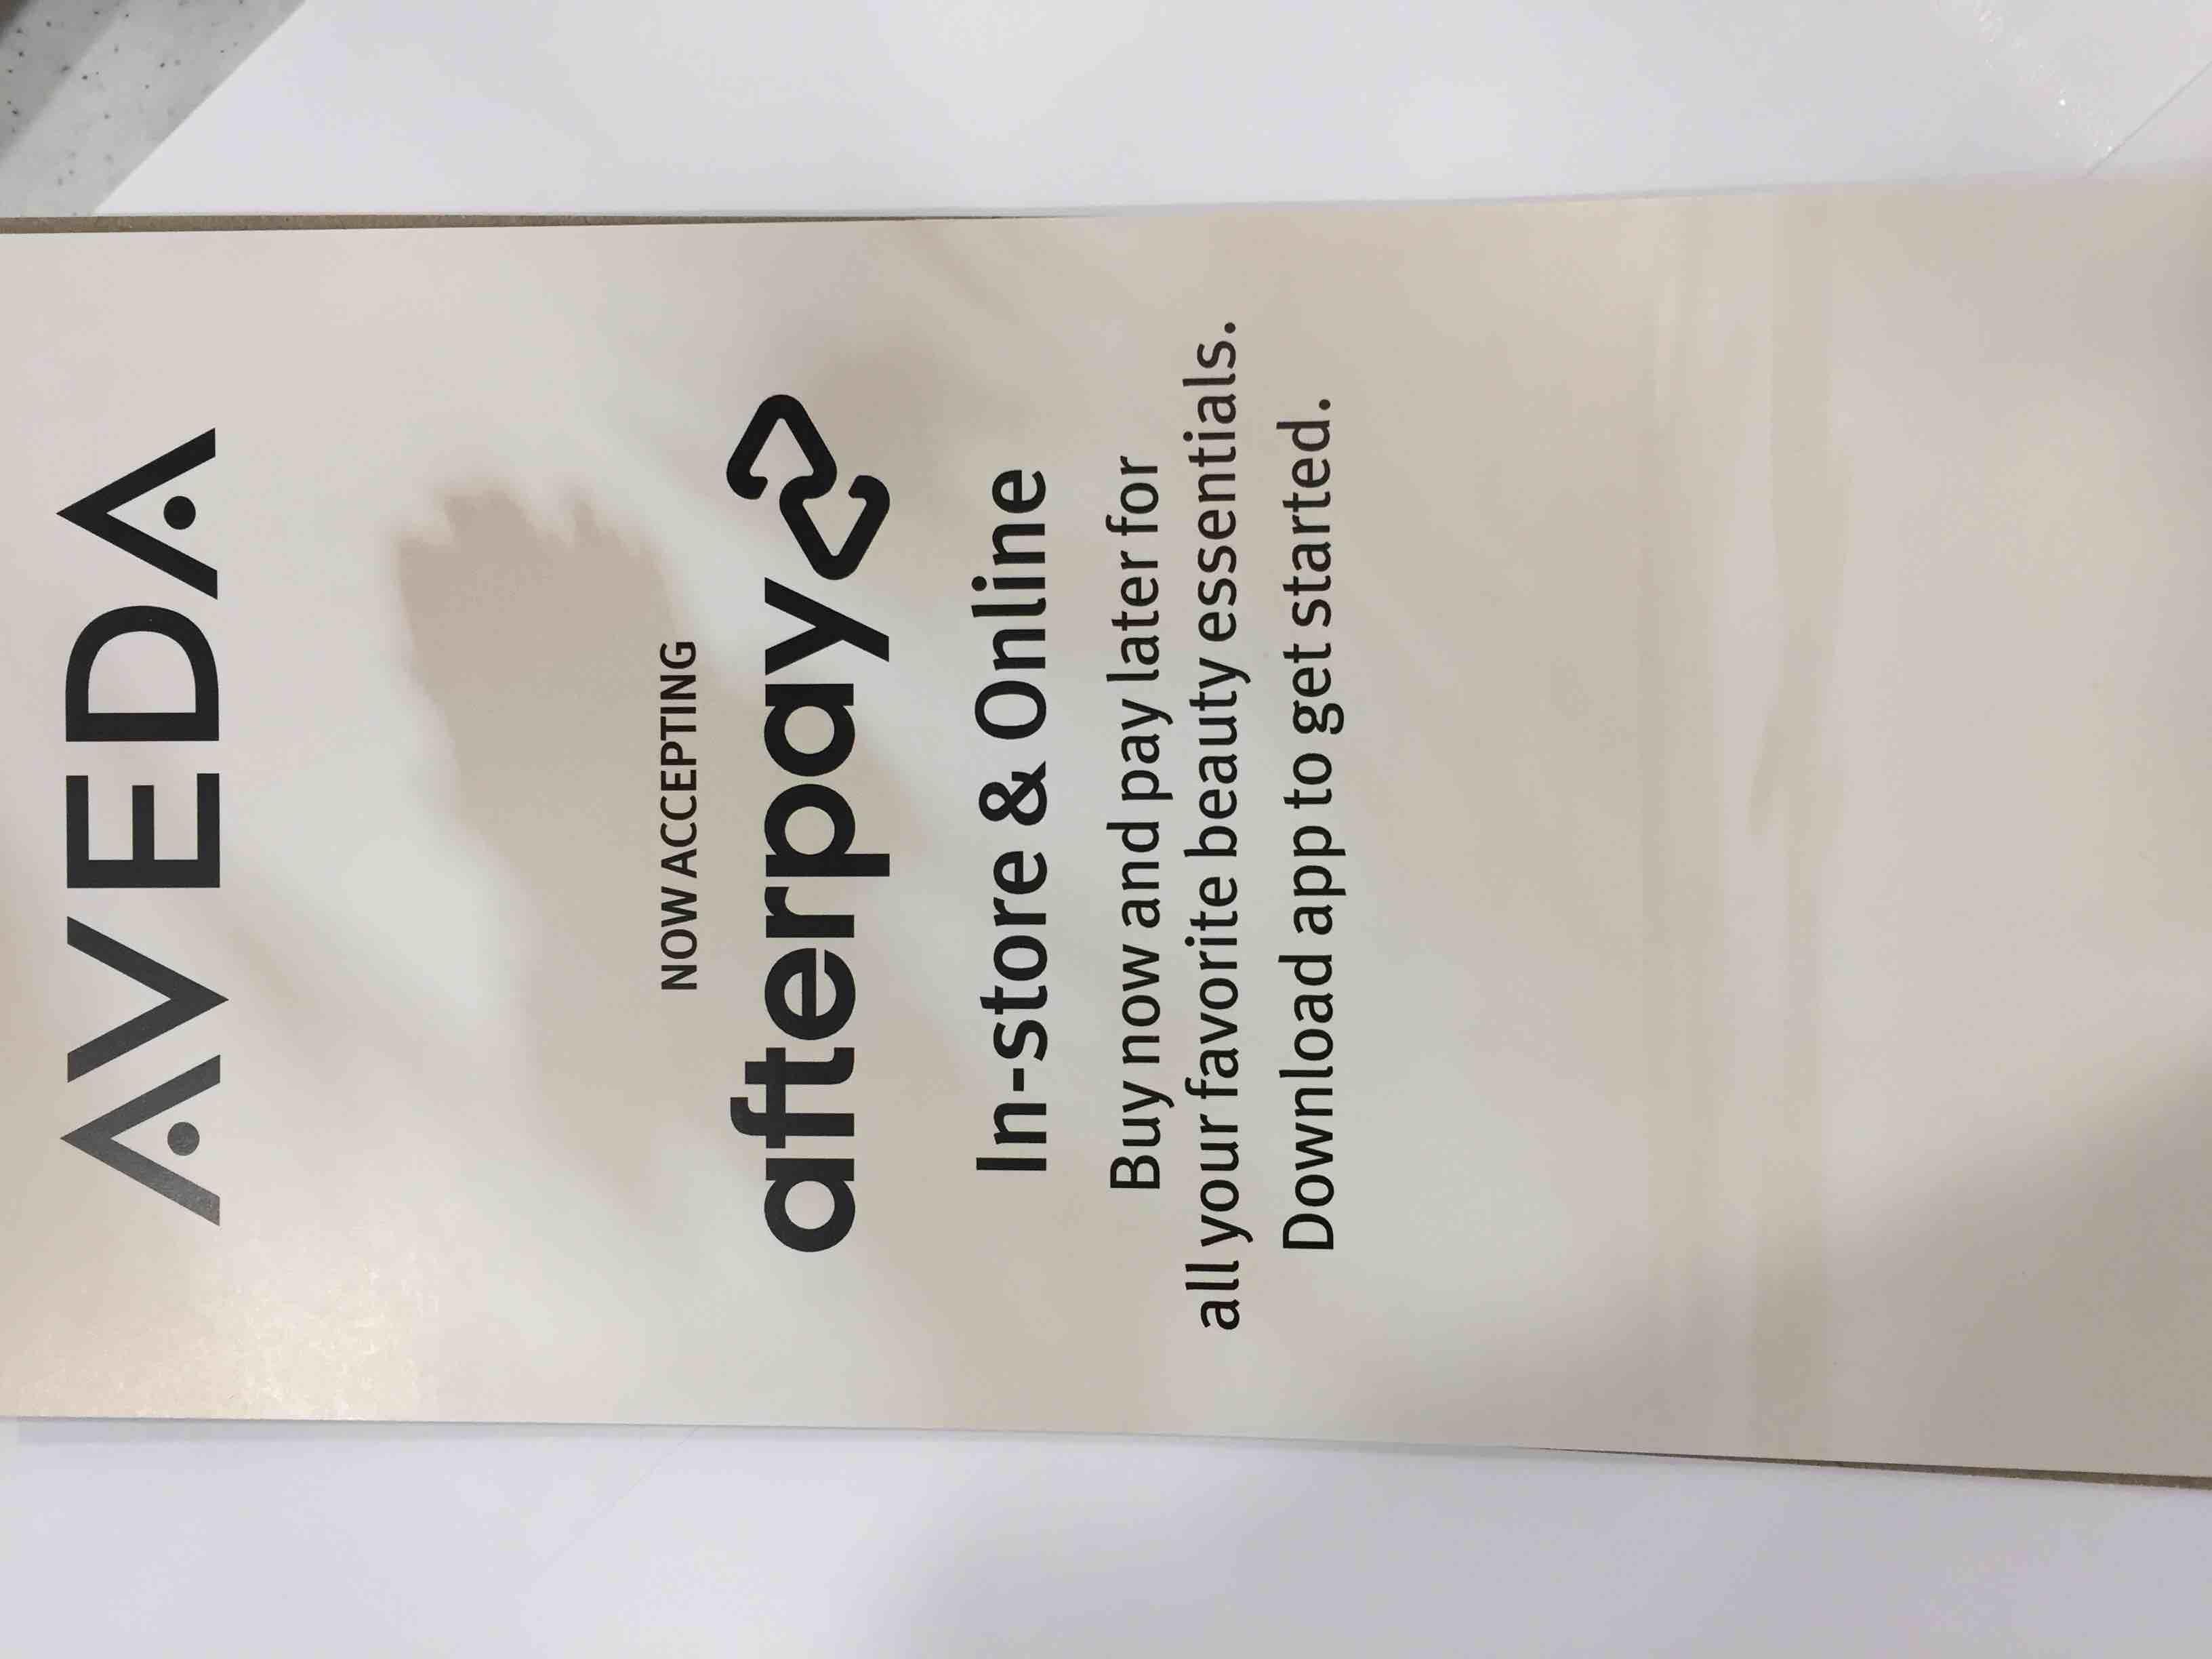 AVEDA
NOW ACCEPTING
afterpay
In-store & Online
Buy now and pay later for
all your favorite beauty essentials.
Download app to get started.